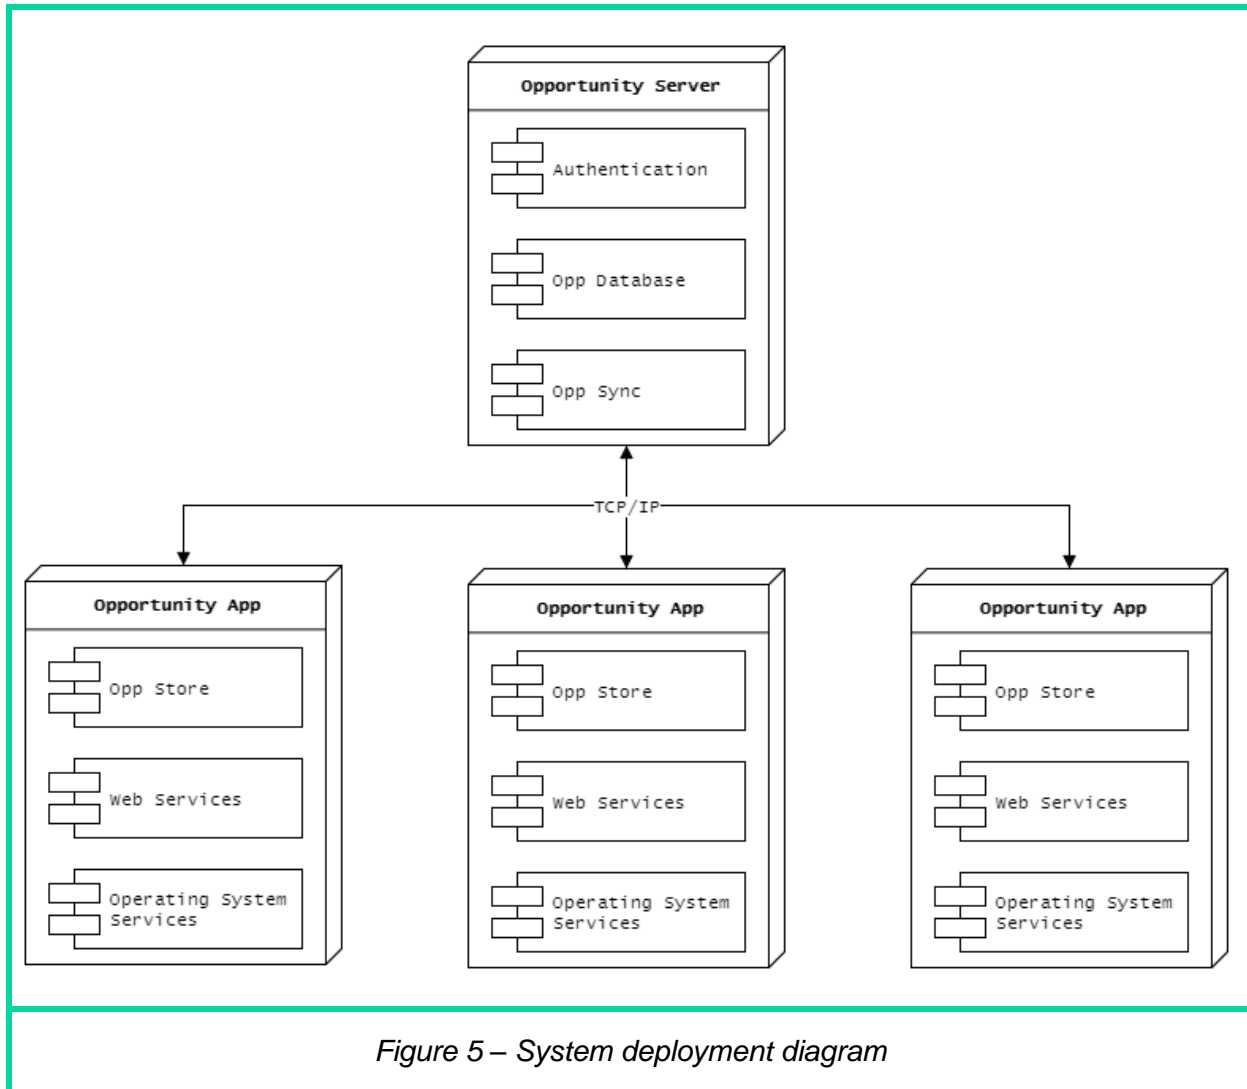 Opportunity Server
Authentication
Opp Database
Opp Sync
TCP/IP
Opportunity App
Opp Store
Web Services
Operating System
Services
Opportunity App
Opp Store
Web Services
Operating System
Services
Opportunity App
Opp Store
Web Services
Operating System
Services
Figure 5 – System deployment diagram